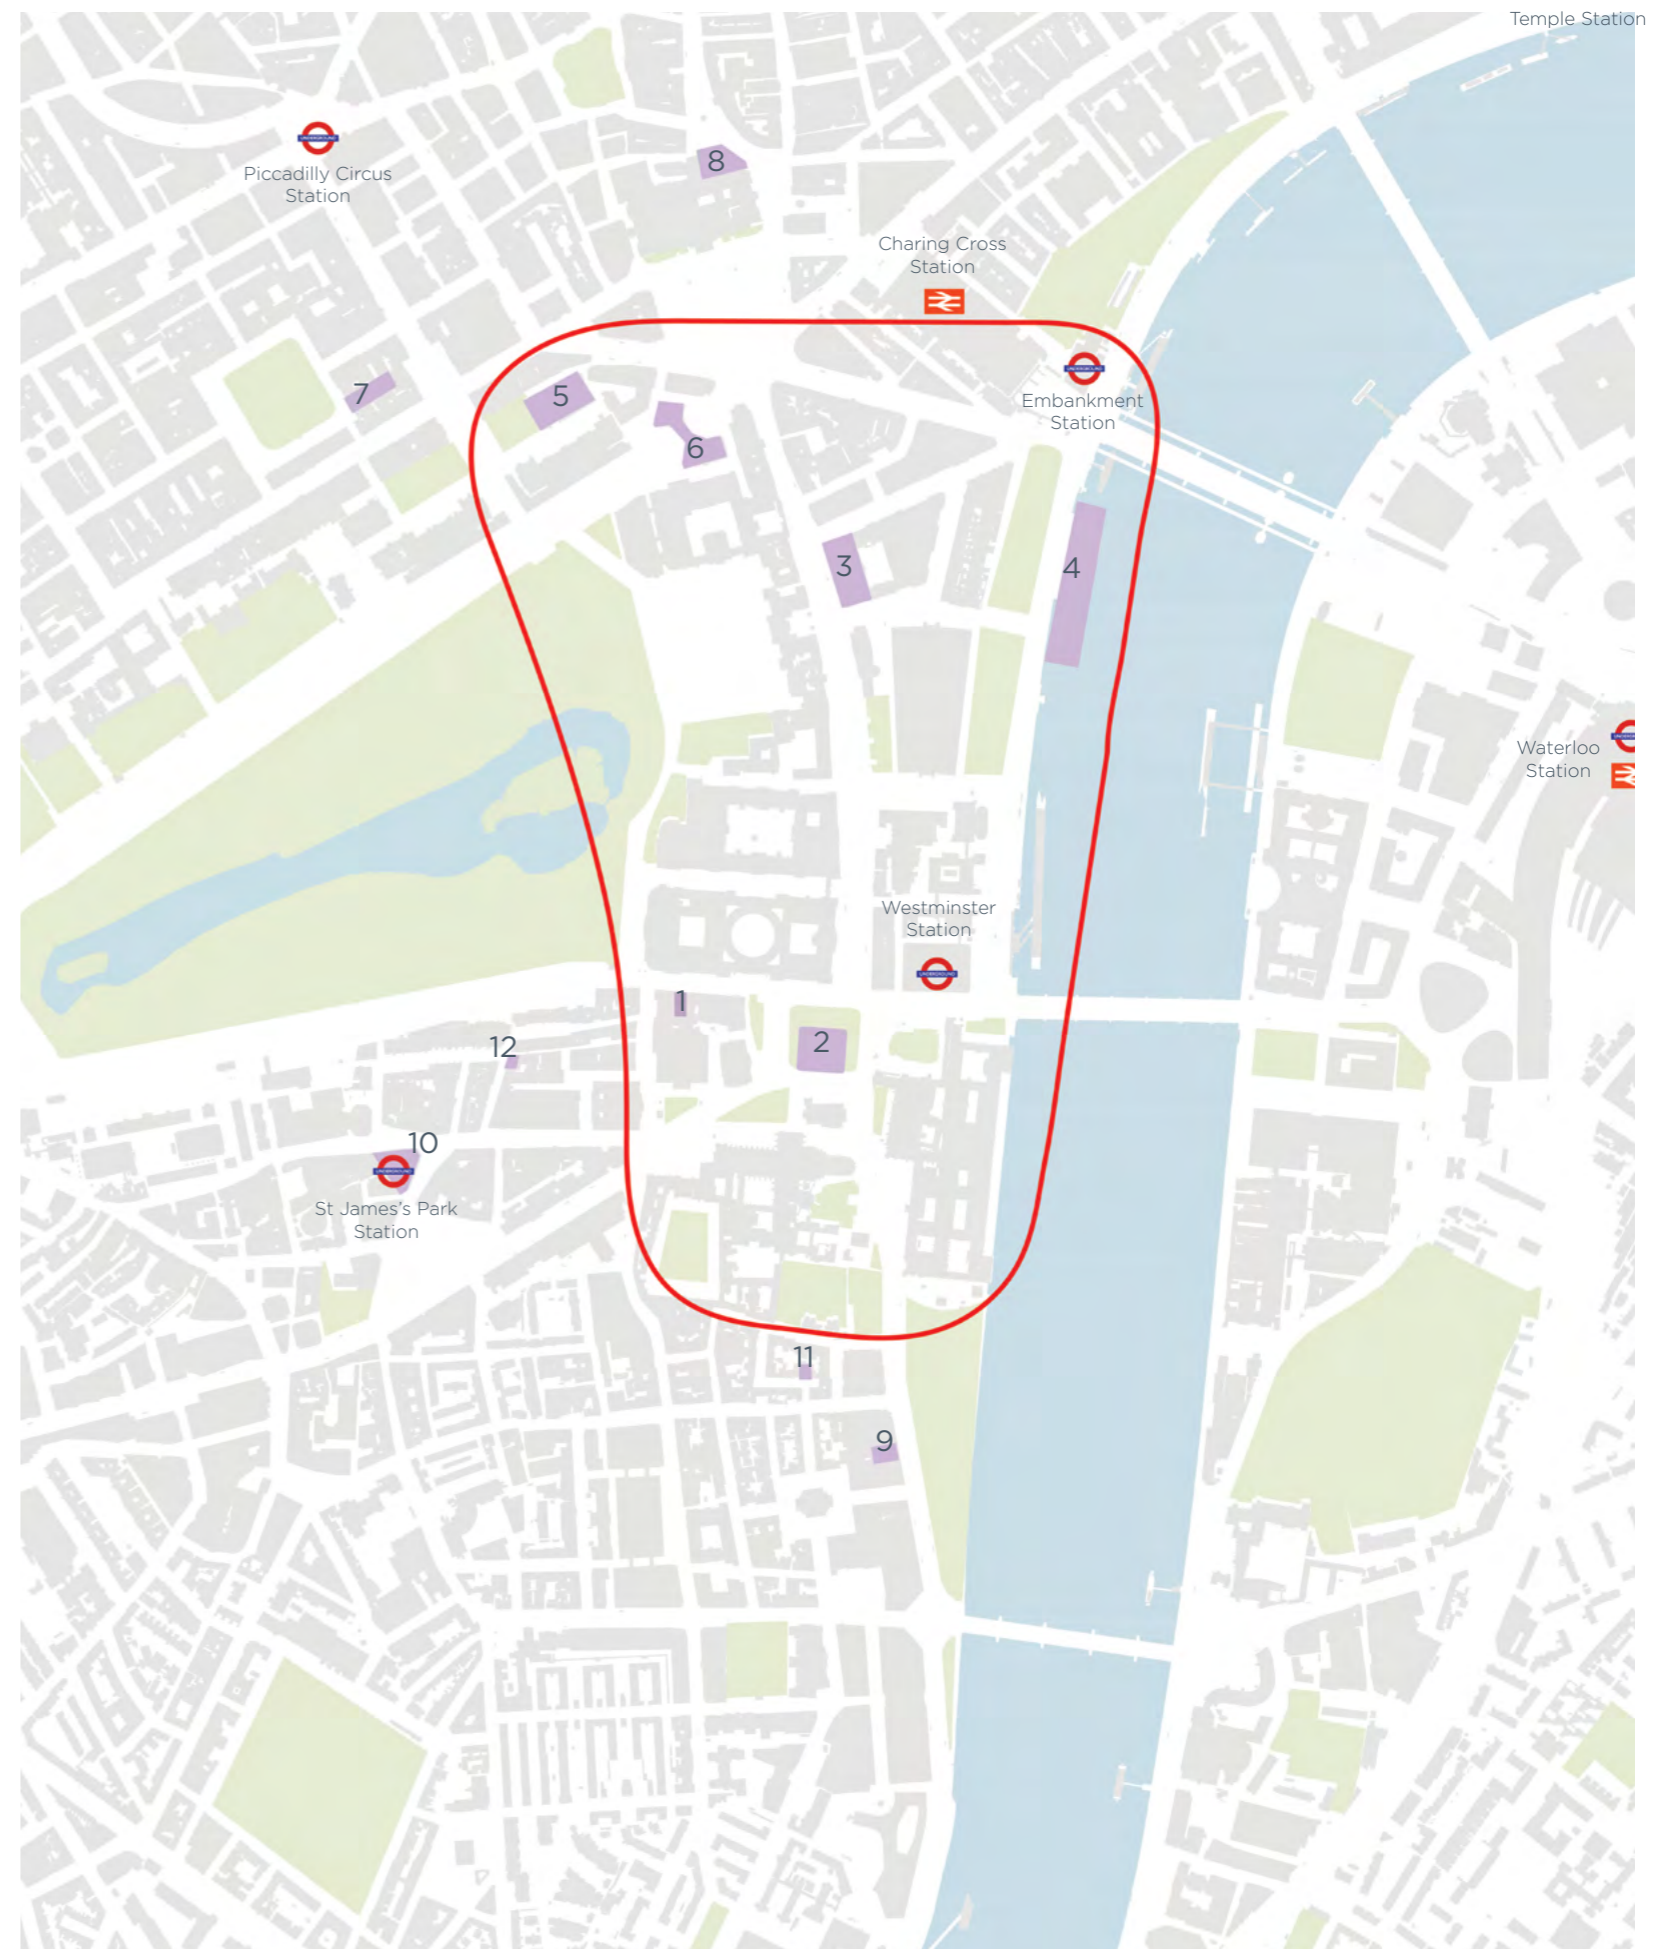 Temple Station
Piccadilly Circus
Station
8
Charing Cross
Station
7
5
Embankment
Station
6
3
4
Waterloo
Station
Westminster
Station
1
2
12
10
St James's Park
Station
11
9